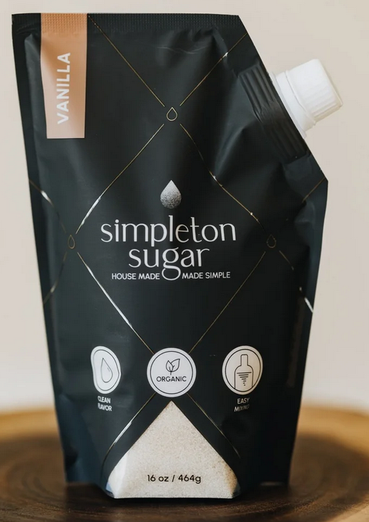 VANILLA
simpleton
sugar
HOUSE MADE MADE SIMPLE
CLEAN
FLAVOR
ORGANIC
EASY
16 oz / 464g